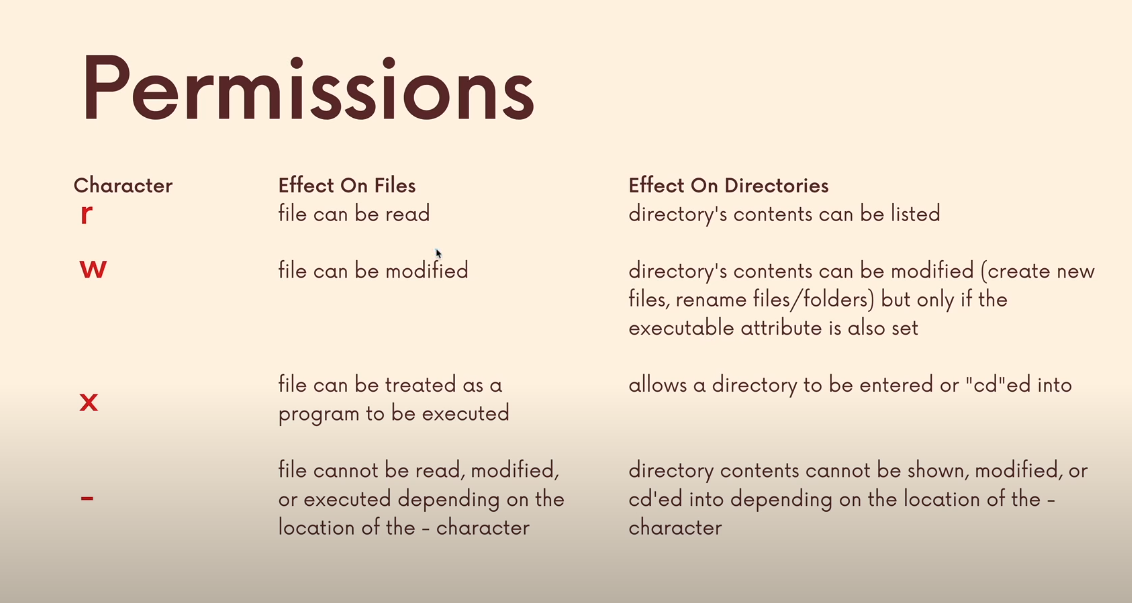 Permissions
Character Effect On Files Effect On Directories
r file can be read directory's contents can be listed
w file can be modified directory's contents can be modified (create new
files, rename files/folders) but only if the
executable attribute is also set
x file can be treated as a allows a directory to be entered or "cd"ed into
program to be executed
- file cannot be read, modified, directory contents cannot be shown, modified, or
or executed depending on the cd'ed into depending on the location of the -
location of the - character character